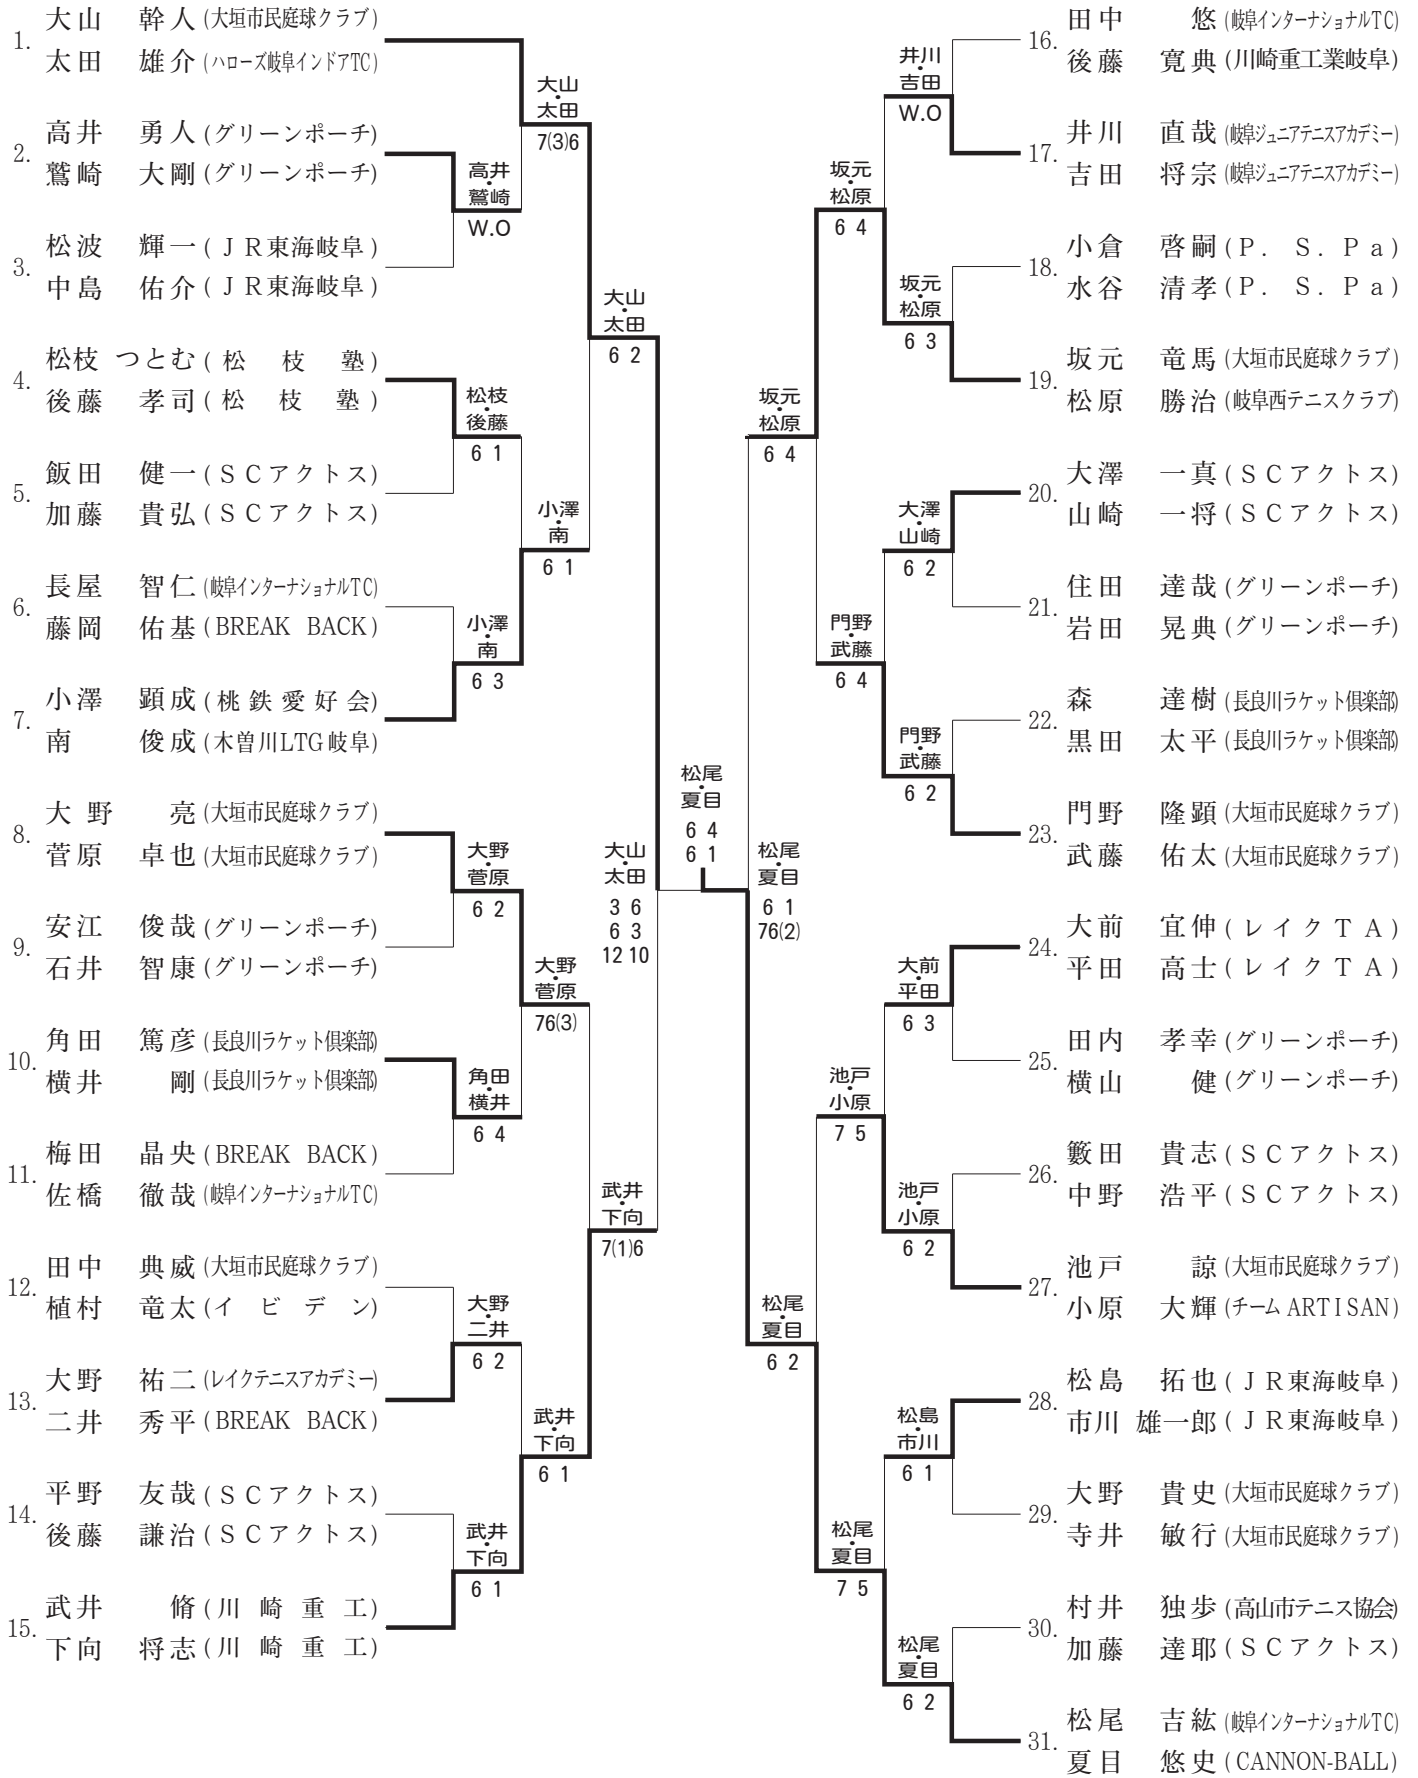 1. 大山 幹人 (大垣市民庭球クラブ)
太田 雄介 (ハローズ岐阜インドアTC)
2. 高井 勇人 (グリーンポーチ)
鷲崎 大剛 (グリーンポーチ)
3. 松波 輝一 (JR東海岐阜)
中島 佑介 (JR東海岐阜)
4. 松枝 つとむ (松枝塾)
後藤 孝司 (松枝塾)
5. 飯田 健一 (SCアクトス)
加藤 貴弘 (SCアクトス)
6. 長屋 智仁 (岐阜インターナショナルTC)
藤岡 佑基 (BREAK BACK)
7. 小澤 顕成 (桃鉄愛好会)
南 俊成 (木曽川LTG岐阜)
8. 大野 亮 (大垣市民庭球クラブ)
菅原 卓也 (大垣市民庭球クラブ)
9. 安江 俊哉 (グリーンポーチ)
石井 智康 (グリーンポーチ)
10. 角田 篤彦 (長良川ラケット倶楽部)
横井 剛 (長良川ラケット倶楽部)
11. 梅田 晶央 (BREAK BACK)
佐橋 徹哉 (岐阜インターナショナルTC)
12. 田中 典威 (大垣市民庭球クラブ)
植村 竜太 (イビデン)
13. 大野 祐二 (レイクテニスアカデミー)
二井 秀平 (BREAK BACK)
14. 平野 友哉 (SCアクトス)
後藤 謙治 (SCアクトス)
15. 武井 脩 (川崎重工)
下向 将志 (川崎重工)
高井・
鷲崎
W.O
松枝・
後藤
6 1
小澤・
南
6 3
大野・
菅原
6 2
角田・
横井
6 4
大野・
二井
6 2
武井・
下向
6 1
大山・
太田
7(3)6
小澤・
南
6 1
大野・
菅原
76(3)
武井・
下向
6 1
大山・
太田
6 2
武井・
下向
7(1)6
大山・
太田
3 6
6 3
12 10
松尾・
夏目
6 4
6 1
松尾・
夏目
6 1
76(2)
坂元・
松原
6 4
松尾・
夏目
6 2
坂元・
松原
6 4
門野・
武藤
6 4
池戸・
小原
7 5
松尾・
夏目
7 5
井川・
吉田
W.O
坂元・
松原
6 3
大澤・
山崎
6 2
門野・
武藤
6 2
大前・
平田
6 3
池戸・
小原
6 2
松島・
市川
6 1
松尾・
夏目
6 2
16. 田中 悠 (岐阜インターナショナルTC)
後藤 寛典 (川崎重工業岐阜)
17. 井川 直哉 (岐阜ジュニアテニスアカデミー)
吉田 将宗 (岐阜ジュニアテニスアカデミー)
18. 小倉 啓嗣 (P. S. Pa)
水谷 清孝 (P. S. Pa)
19. 坂元 竜馬 (大垣市民庭球クラブ)
松原 勝治 (岐阜西テニスクラブ)
20. 大澤 一真 (SCアクトス)
山崎 一将 (SCアクトス)
21. 住田 達哉 (グリーンポーチ)
岩田 晃典 (グリーンポーチ)
22. 森 達樹 (長良川ラケット倶楽部)
黒田 太平 (長良川ラケット倶楽部)
23. 門野 隆顕 (大垣市民庭球クラブ)
武藤 佑太 (大垣市民庭球クラブ)
24. 大前 宜伸 (レイクTA)
平田 高士 (レイクTA)
25. 田内 孝幸 (グリーンポーチ)
横山 健 (グリーンポーチ)
26. 籔田 貴志 (SCアクトス)
中野 浩平 (SCアクトス)
27. 池戸 諒 (大垣市民庭球クラブ)
小原 大輝 (チームARTISAN)
28. 松島 拓也 (JR東海岐阜)
市川 雄一郎 (JR東海岐阜)
29. 大野 貴史 (大垣市民庭球クラブ)
寺井 敏行 (大垣市民庭球クラブ)
30. 村井 独歩 (高山市テニス協会)
加藤 達耶 (SCアクトス)
31. 松尾 吉紘 (岐阜インターナショナルTC)
夏目 悠史 (CANNON-BALL)